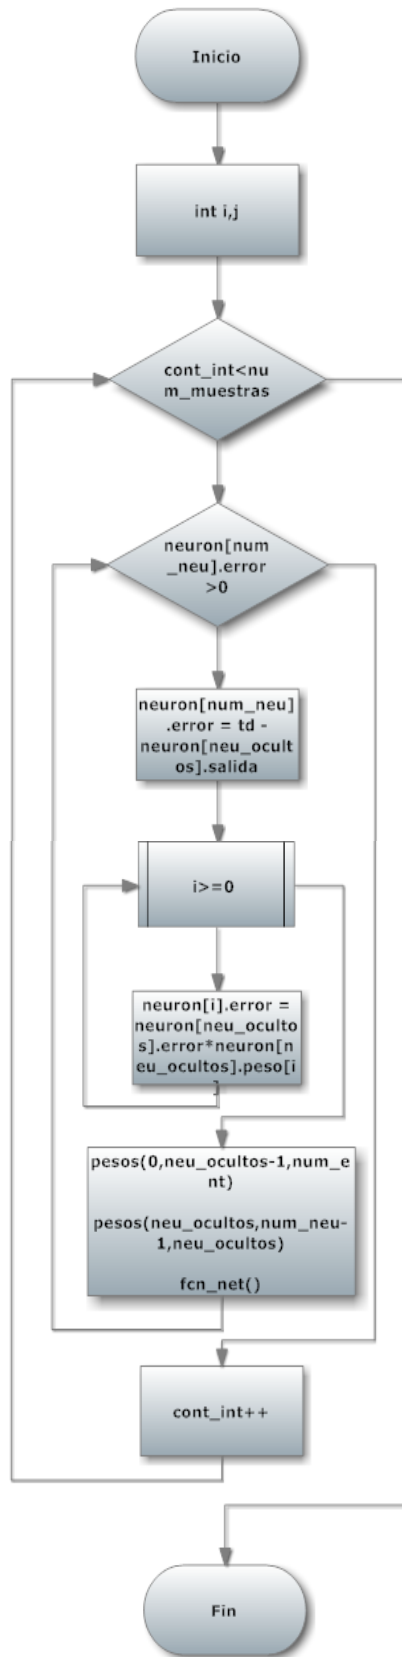 Inicio
int i,j
cont_int<nu
m_muestras
neuron[num
_neu].error
>0
neuron[num_neu]
.error = td -
neuron[neu_ocult
os].salida
i>=0
neuron[i].error =
neuron[neu_oculto
s].error*neuron[n
eu_ocultos].peso[i
]
pesos(0,neu_ocultos-1,num_e
nt)
pesos(neu_ocultos,num_neu-
1,neu_ocultos)
fcn_net()
cont_int++
Fin